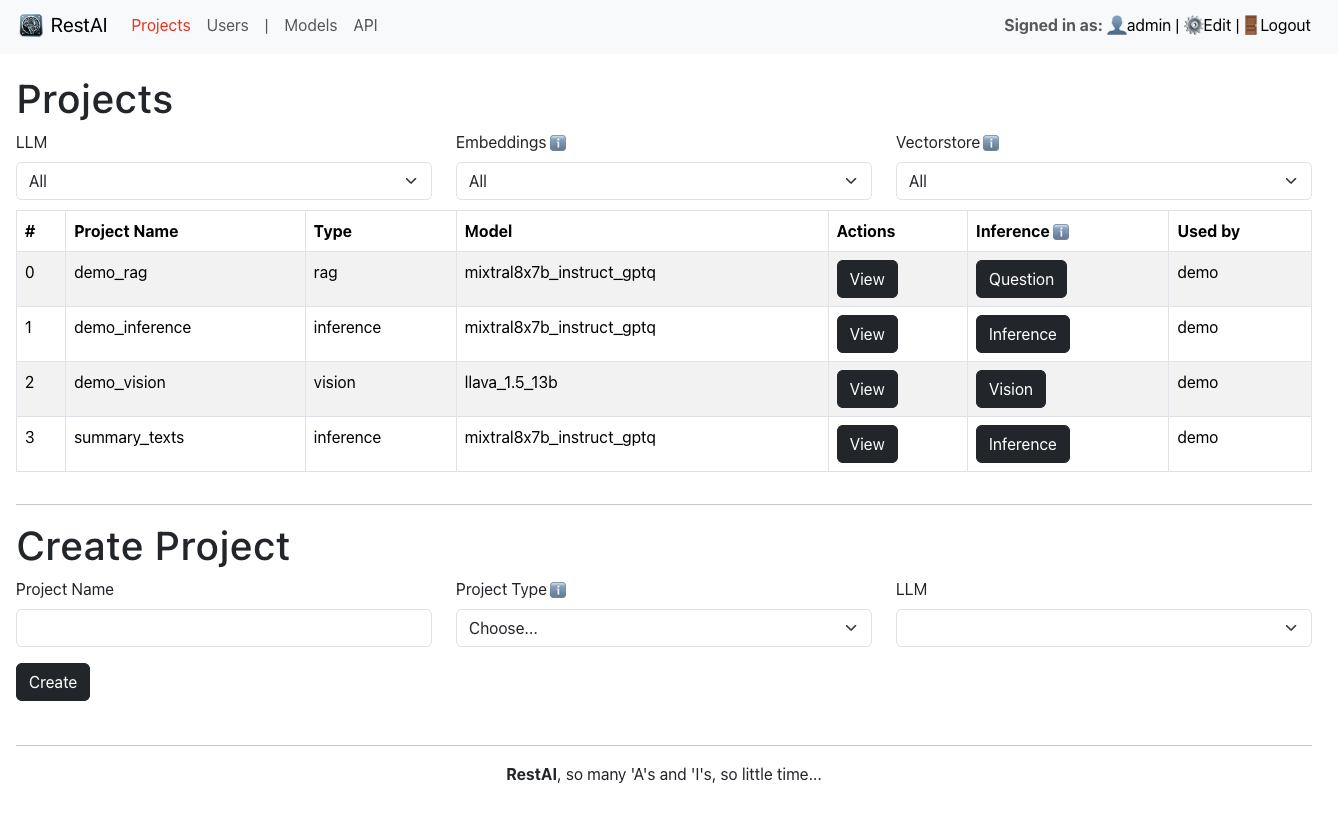 RestAI Projects Users | Models API Signed in as: 👤admin | ⚙️Edit | 🚪Logout
Projects
LLM Embeddings ℹ️ Vectorstore ℹ️
All All All
# Project Name Type Model Actions Inference ℹ️ Used by
0 demo_rag rag mixtral8x7b_instruct_gptq View Question demo
1 demo_inference inference mixtral8x7b_instruct_gptq View Inference demo
2 demo_vision vision llava_1.5_13b View Vision demo
3 summary_texts inference mixtral8x7b_instruct_gptq View Inference demo
Create Project
Project Name Project Type ℹ️ LLM
Choose...
Create
RestAI, so many 'A's and 'I's, so little time...